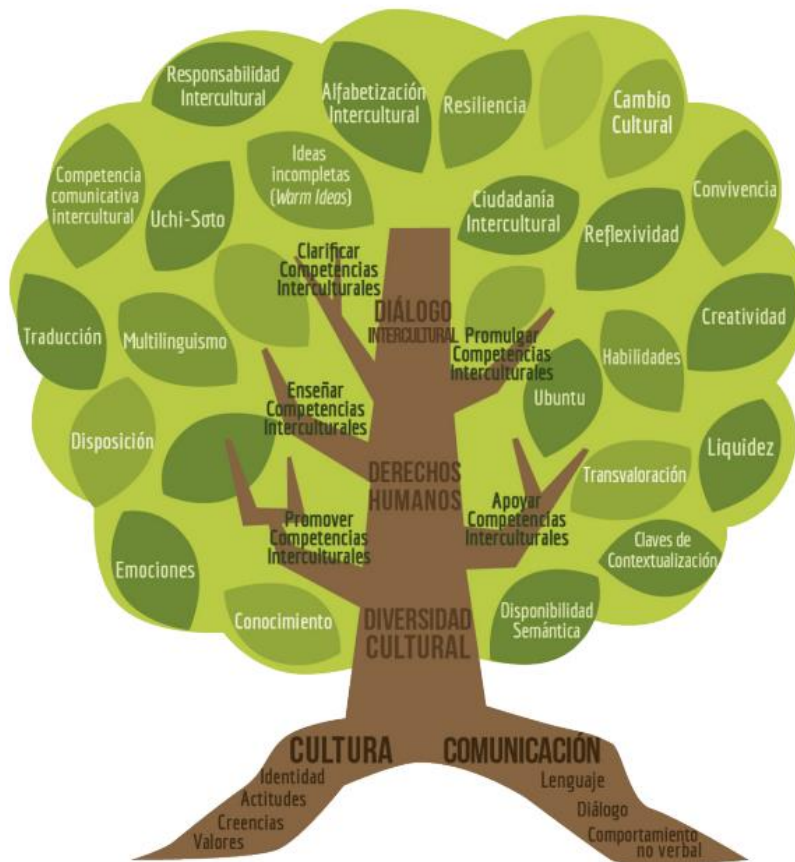 Responsabilidad
Intercultural
Alfabetización
Intercultural
Resiliencia
Cambio
Cultural
Competencia
comunicativa
intercultural
Uchi-Soto
Ideas
incompletas
(Warm Ideas)
Ciudadanía
Intercultural
Reflexividad
Convivencia
Clarificar
Competencias
Interculturales
DIÁLOGO
INTERCULTURAL
Promulgar
Competencias
Interculturales
Traducción
Multilinguismo
Habilidades
Creatividad
Enseñar
Competencias
Interculturales
Ubuntu
Disposición
DERECHOS
HUMANOS
Transvaloración
Liquidez
Promover
Competencias
Interculturales
Apoyar
Competencias
Interculturales
Emociones
Claves de
Contextualización
Conocimiento
DIVERSIDAD
CULTURAL
Disponibilidad
Semántica
CULTURA
Identidad
Actitudes
Creencias
Valores
COMUNICACIÓN
Lenguaje
Diálogo
Comportamiento
no verbal